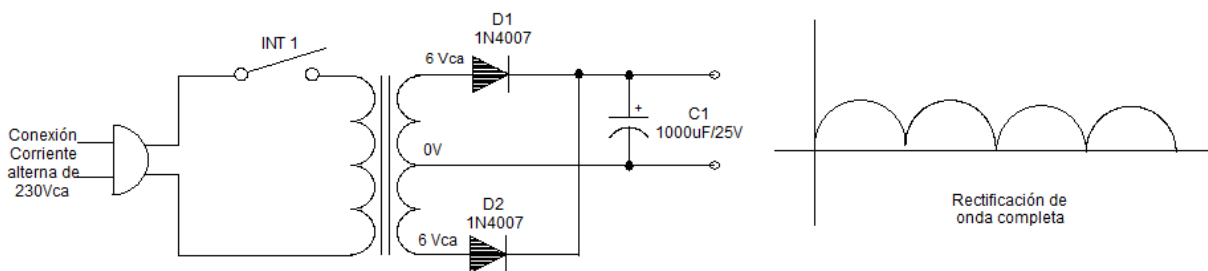 INT 1
D1
1N4007
6 Vca
C1
1000uF/25V
+
0V
Conexión
Corriente
alterna de
230Vca
D2
1N4007
6 Vca
Rectificación de
onda completa